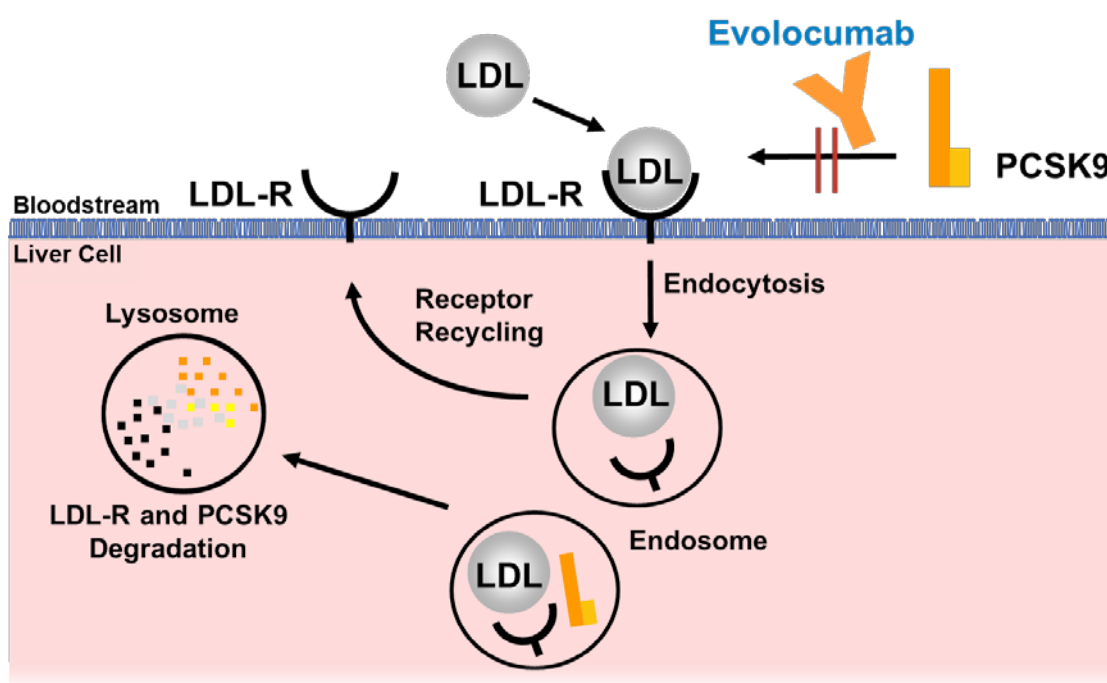 Evolocumab
LDL
LDL
PCSK9
LDL-R
LDL-R
Bloodstream
Liver Cell
Endocytosis
Receptor
Recycling
Lysosome
LDL
LDL-R and PCSK9
Degradation
Endosome
LDL